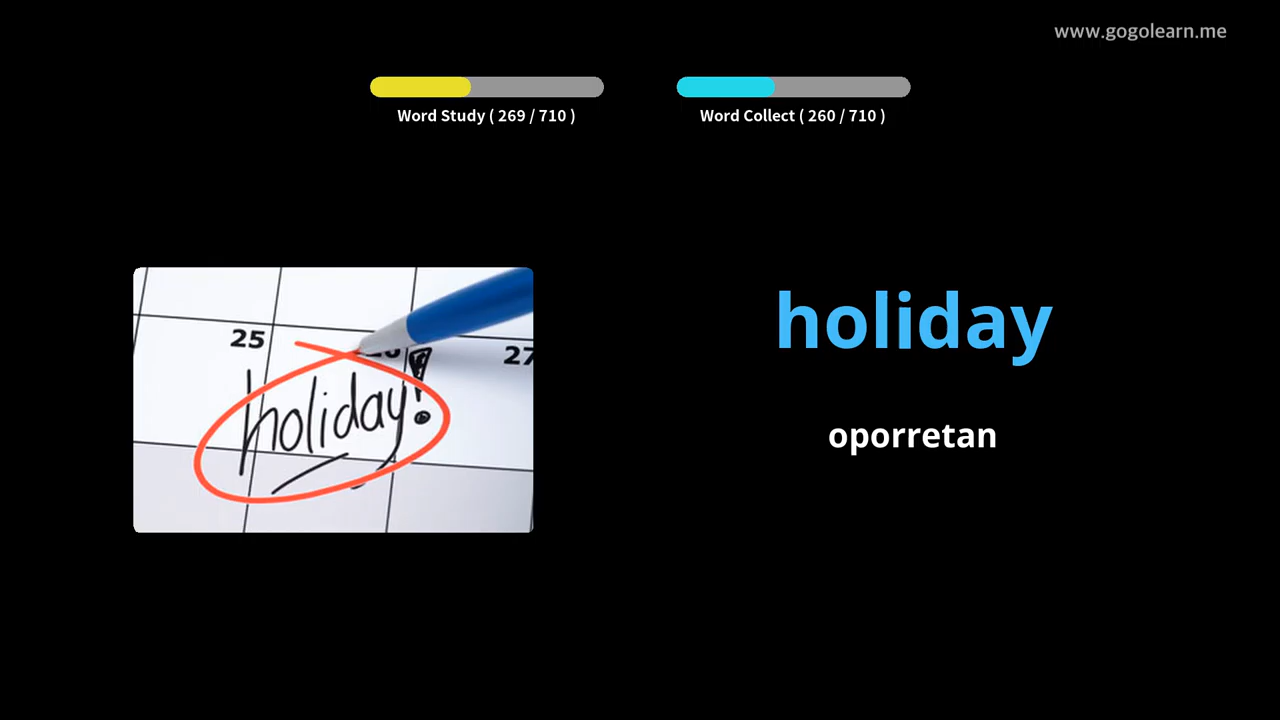 www.gogolearn.me
Word Study ( 269 / 710 )
Word Collect ( 260 / 710 )
25
27
holiday!
holiday
oporretan